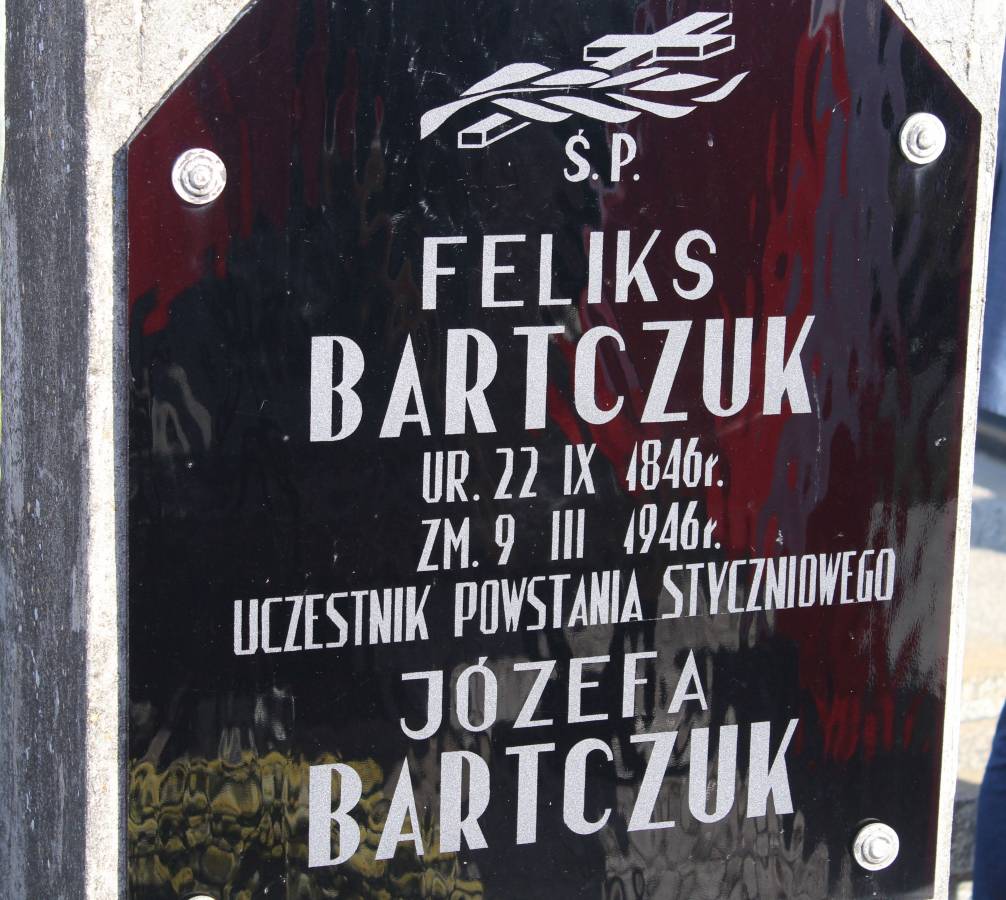 Ś.P.
FELIKS
BARTCZUK
UR. 22 IX 1846r.
ZM. 9 III 1946r.
UCZESTNIK POWSTANIA STYCZNIOWEGO
JÓZEFA
BARTCZUK